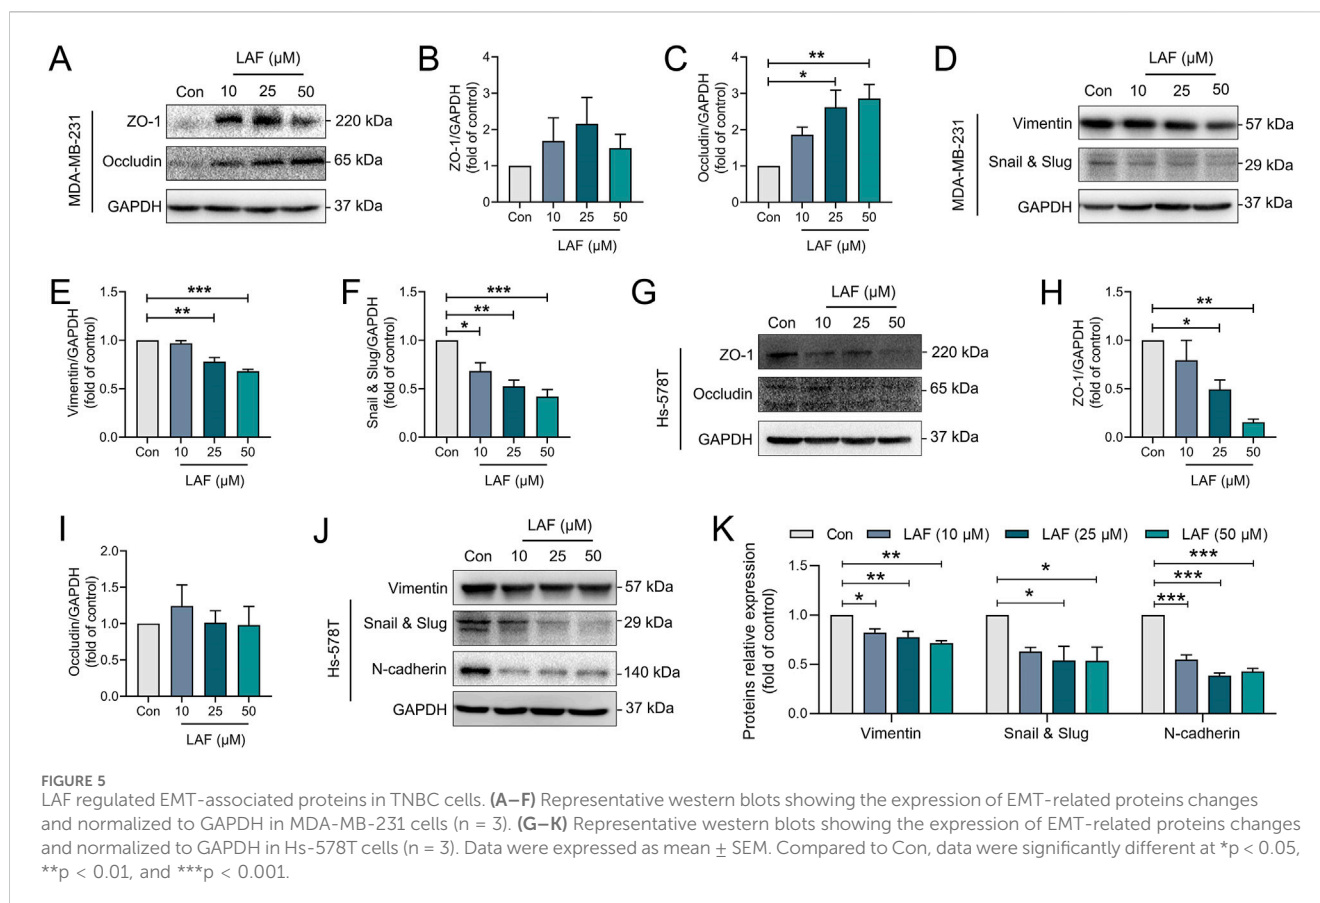 A
LAF (μM)
Con 10 25 50
ZO-1 220 kDa
Occludin 65 kDa
GAPDH 37 kDa
MDA-MB-231
B
ZO-1/GAPDH
(fold of control)
4
3
2
1
0
Con 10 25 50
LAF (μM)
C
Occludin/GAPDH
(fold of control)
**
*
4
3
2
1
0
Con 10 25 50
LAF (μM)
D
LAF (μM)
Con 10 25 50
Vimentin 57 kDa
Snail & Slug 29 kDa
GAPDH 37 kDa
MDA-MB-231
E
Vimentin/GAPDH
(fold of control)
***
**
1.5
1.0
0.5
0.0
Con 10 25 50
LAF (μM)
F
Snail & Slug/GAPDH
(fold of control)
***
**
*
1.5
1.0
0.5
0.0
Con 10 25 50
LAF (μM)
G
LAF (μM)
Con 10 25 50
ZO-1 220 kDa
Occludin 65 kDa
GAPDH 37 kDa
Hs-578T
H
ZO-1/GAPDH
(fold of control)
**
*
1.5
1.0
0.5
0.0
Con 10 25 50
LAF (μM)
I
Occludin/GAPDH
(fold of control)
2.0
1.5
1.0
0.5
0.0
Con 10 25 50
LAF (μM)
J
LAF (μM)
Con 10 25 50
Vimentin 57 kDa
Snail & Slug 29 kDa
N-cadherin 140 kDa
GAPDH 37 kDa
Hs-578T
K
Con LAF (10 μM) LAF (25 μM) LAF (50 μM)
Proteins relative expression
(fold of control)
1.5
1.0
0.5
0.0
**
**
*
*
*
***
***
***
Vimentin Snail & Slug N-cadherin
FIGURE 5
LAF regulated EMT-associated proteins in TNBC cells. (A–F) Representative western blots showing the expression of EMT-related proteins changes
and normalized to GAPDH in MDA-MB-231 cells (n = 3). (G–K) Representative western blots showing the expression of EMT-related proteins changes
and normalized to GAPDH in Hs-578T cells (n = 3). Data were expressed as mean ± SEM. Compared to Con, data were significantly different at *p < 0.05,
**p < 0.01, and ***p < 0.001.